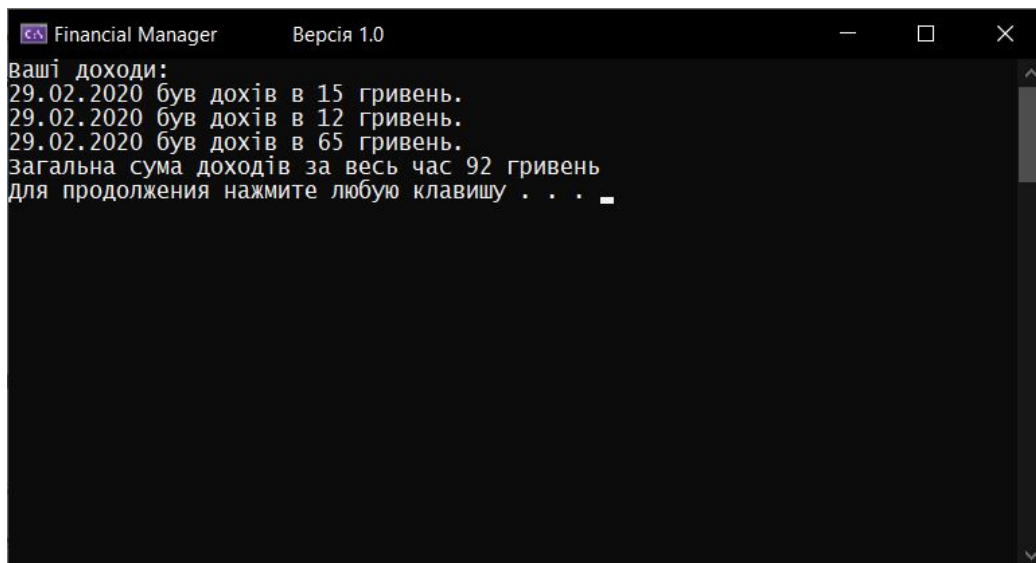 Financial Manager Версія 1.0
Ваші доходи:
29.02.2020 був дохів в 15 гривень.
29.02.2020 був дохів в 12 гривень.
29.02.2020 був дохів в 65 гривень.
Загальна сума доходів за весь час 92 гривень
Для продолжения нажмите любую клавишу . . .